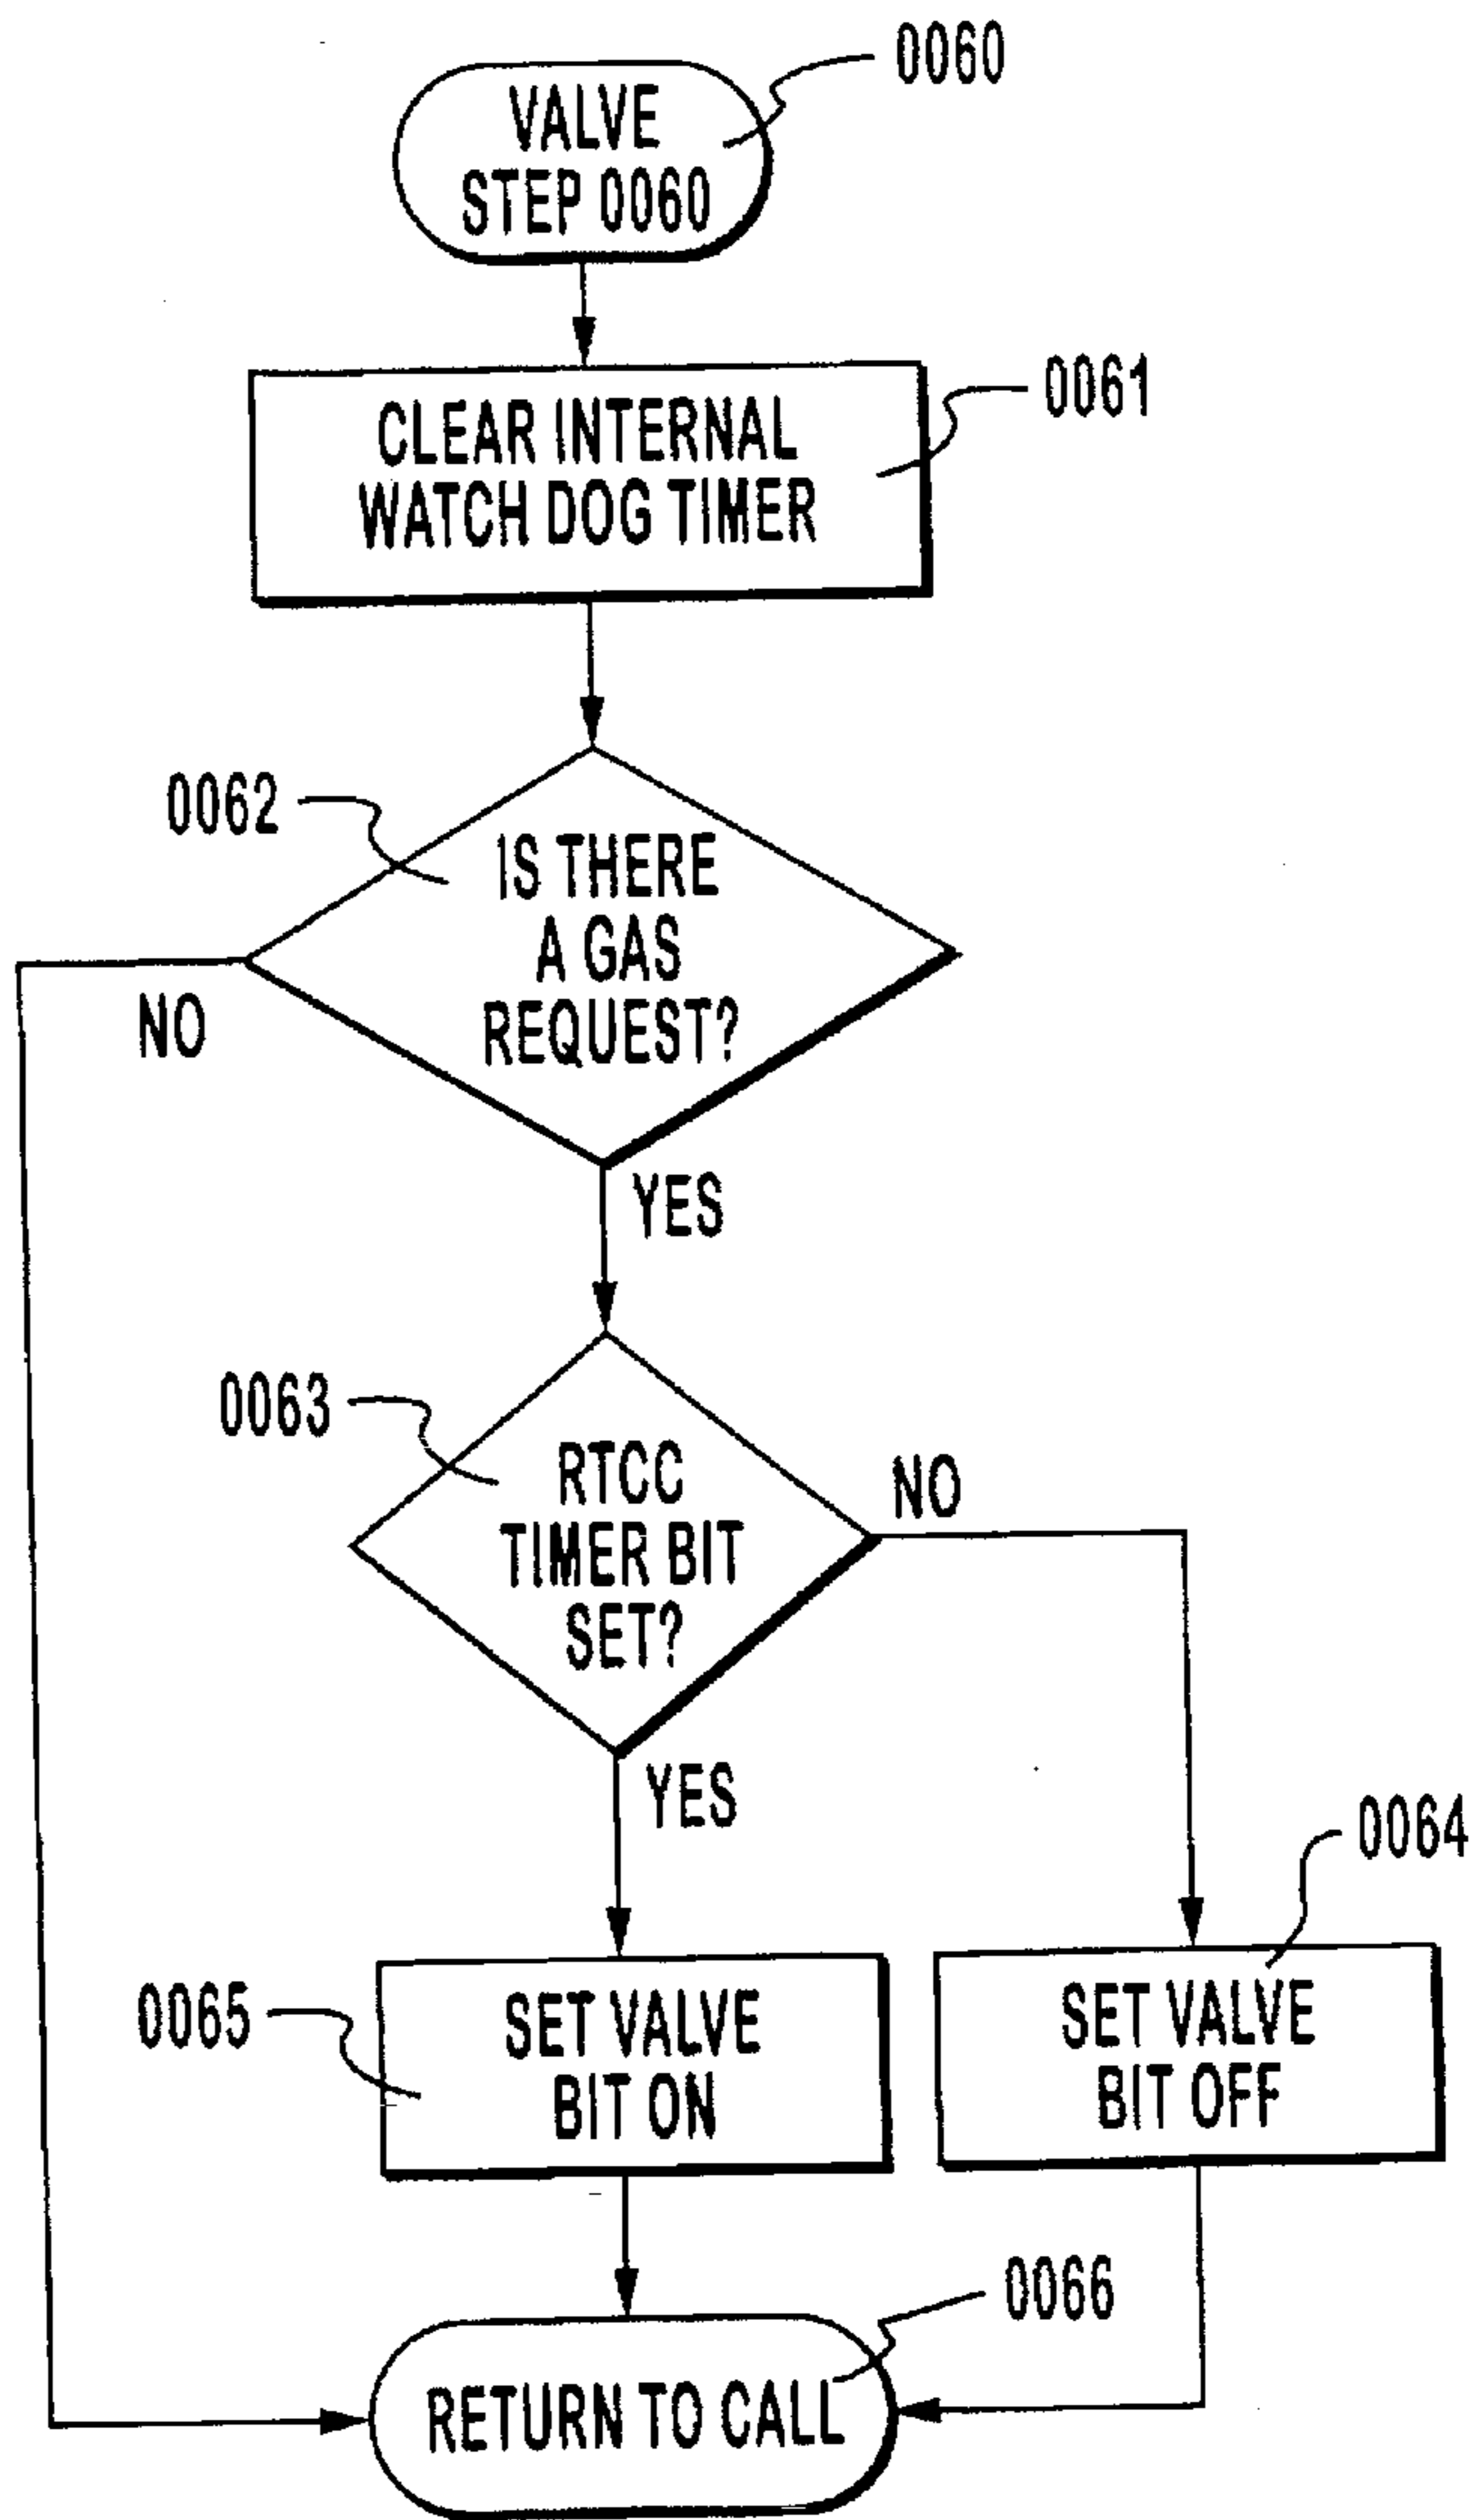 0060
VALVE
STEP 0060
0061
CLEAR INTERNAL
WATCH DOG TIMER
0062
IS THERE
A GAS
REQUEST?
NO
YES
0063
RTCC
TIMER BIT
SET?
NO
YES
0064
0065
SET VALVE
BIT ON
SET VALVE
BIT OFF
0066
RETURN TO CALL